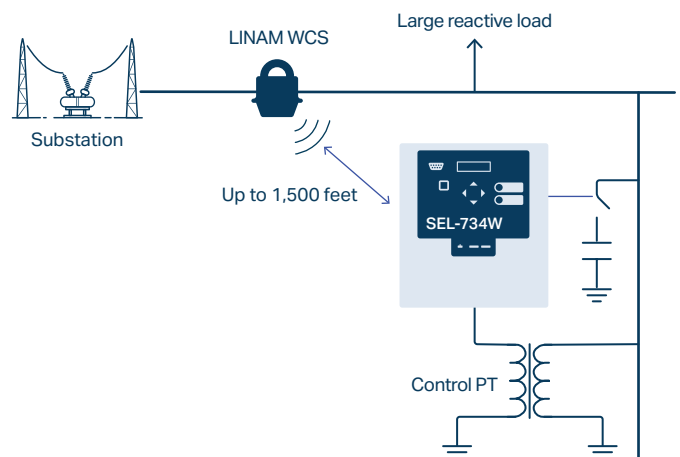 Large reactive load
LINAM WCS
Substation
Up to 1,500 feet
SEL-734W
Control PT